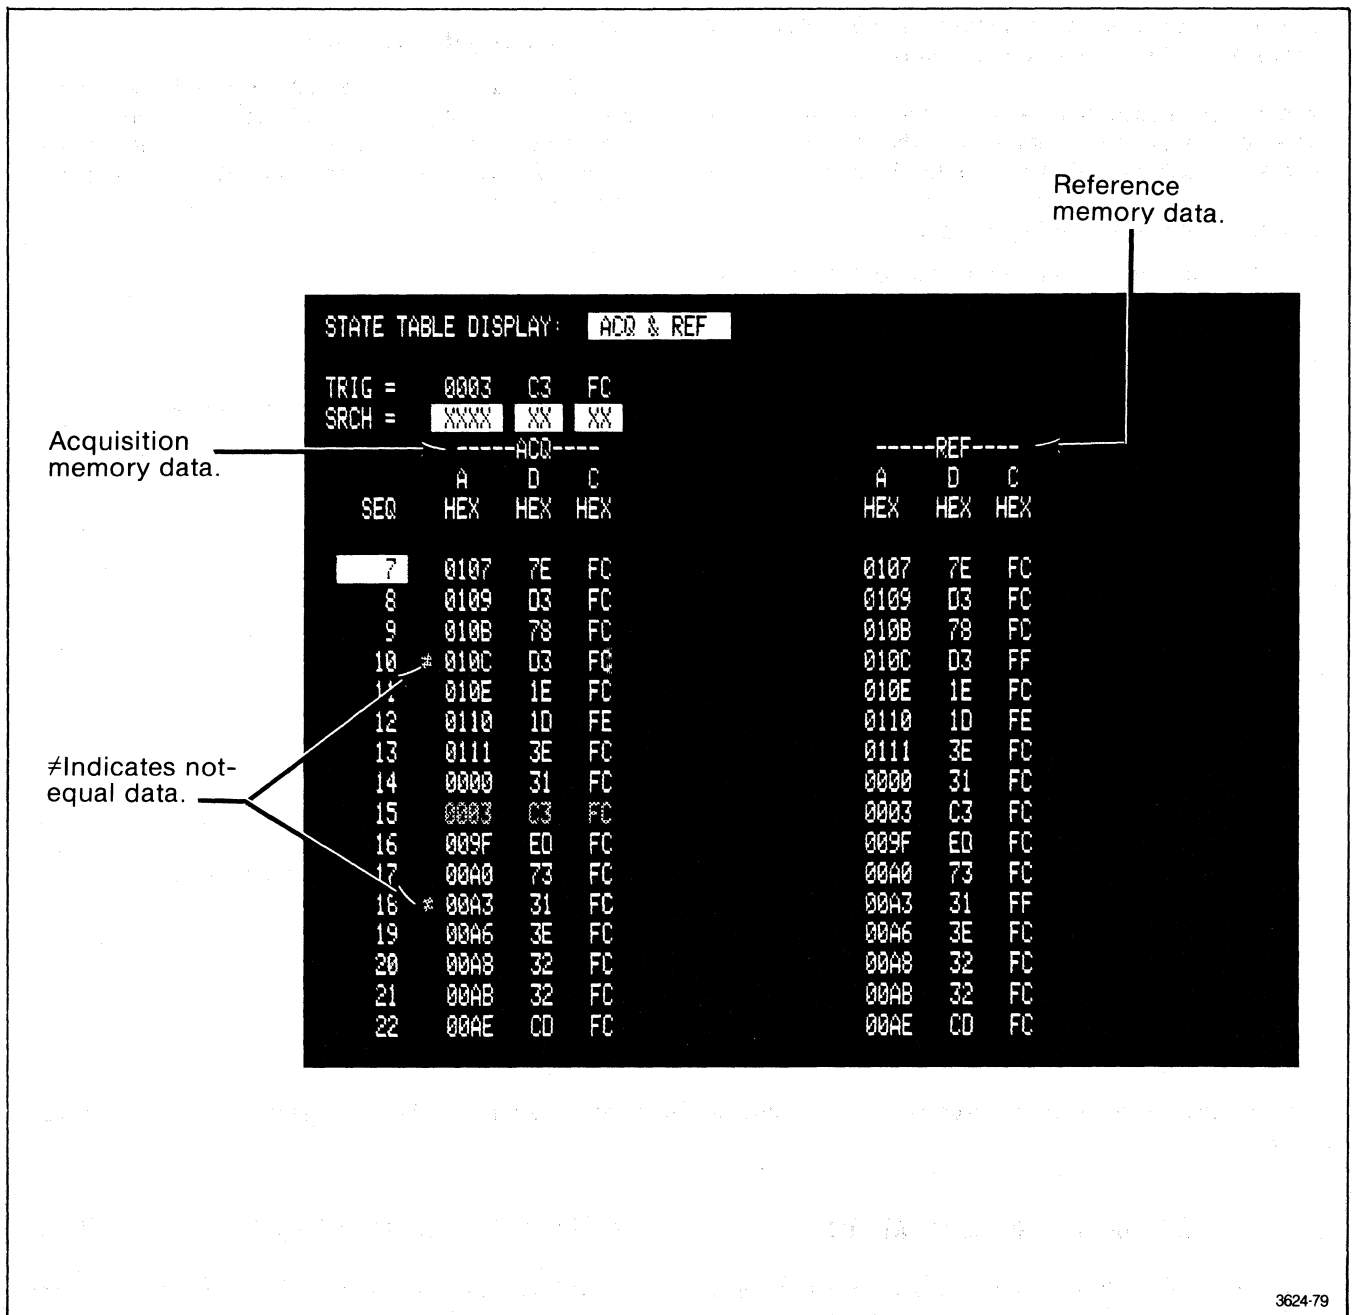 Reference
memory data.
STATE TABLE DISPLAY: ACQ & REF
TRIG = 0003 C3 FC
SRCH = XXXX XX XX
Acquisition
memory data.
-----ACQ---- -----REF----
A D C A D C
SEQ HEX HEX HEX HEX HEX HEX
7 0107 7E FC 0107 7E FC
8 0109 D3 FC 0109 D3 FC
9 010B 78 FC 010B 78 FC
10 ≠ 010C D3 FC 010C D3 FF
11 010E 1E FC 010E 1E FC
12 0110 1D FE 0110 1D FE
13 0111 3E FC 0111 3E FC
≠Indicates not-
equal data.
14 0000 31 FC 0000 31 FC
15 0003 C3 FC 0003 C3 FC
16 009F ED FC 009F ED FC
17 00A0 73 FC 00A0 73 FC
18 ≠ 00A3 31 FC 00A3 31 FF
19 00A6 3E FC 00A6 3E FC
20 00A8 32 FC 00A8 32 FC
21 00AB 32 FC 00AB 32 FC
22 00AE CD FC 00AE CD FC
3624-79